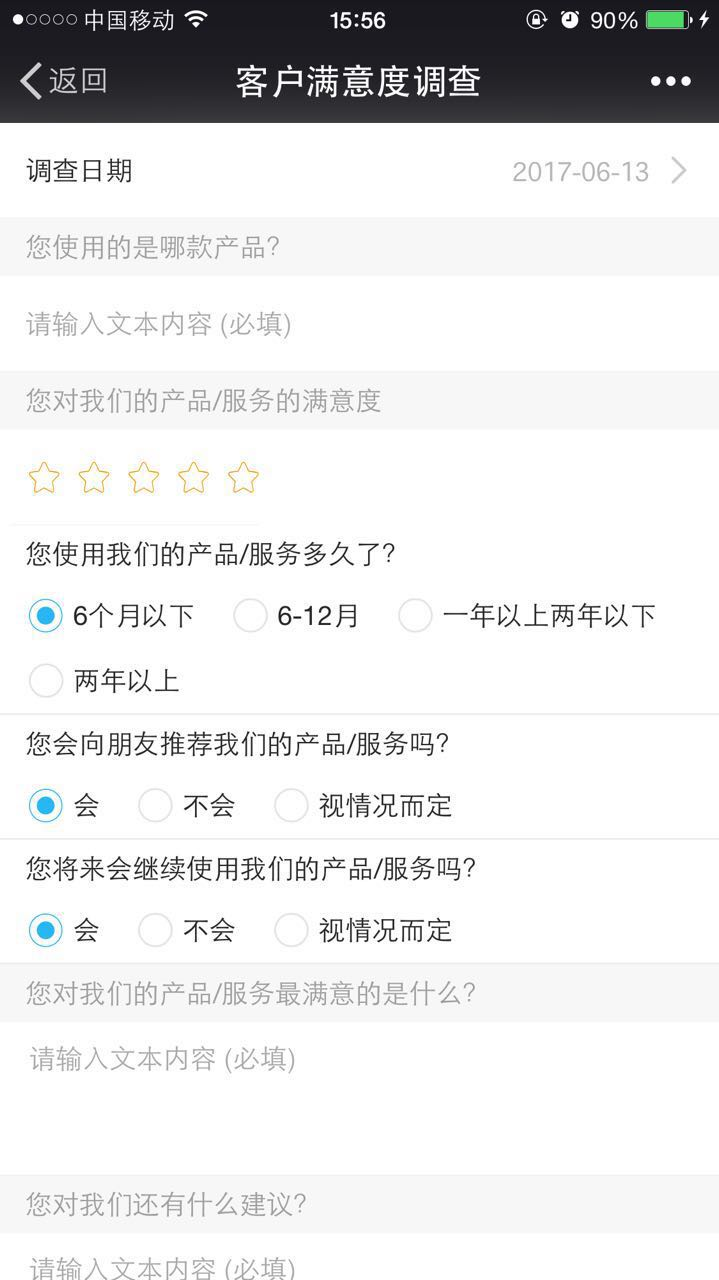 中国移动 15:56 90%
返回 客户满意度调查
调查日期 2017-06-13
您使用的是哪款产品?
请输入文本内容 (必填)
您对我们的产品/服务的满意度
您使用我们的产品/服务多久了?
6个月以下 6-12月 一年以上两年以下
两年以上
您会向朋友推荐我们的产品/服务吗?
会 不会 视情况而定
您将来会继续使用我们的产品/服务吗?
会 不会 视情况而定
您对我们的产品/服务最满意的是什么?
请输入文本内容 (必填)
您对我们还有什么建议?
请输入文本内容 (必填)